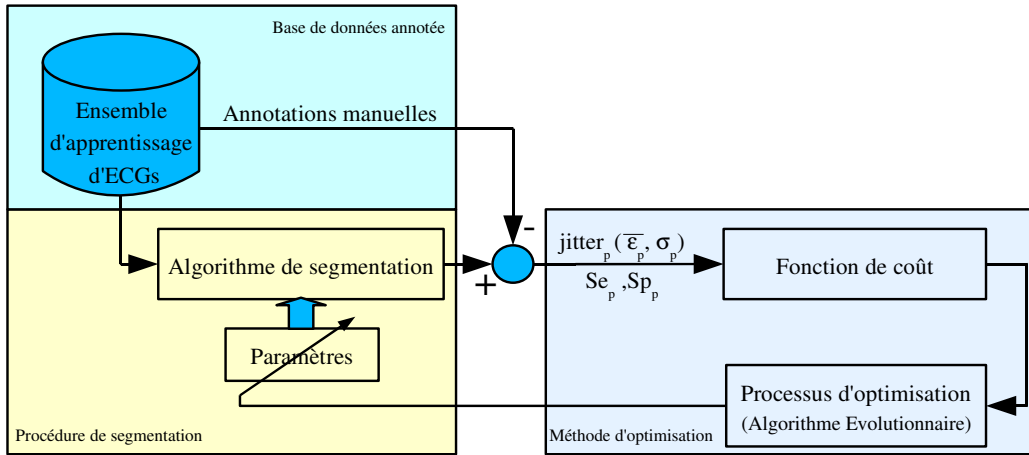 Base de données annotée
Ensemble
d'apprentissage
d'ECGs
Annotations manuelles
-
Algorithme de segmentation
+
jitter_p(ε̄_p, σ_p)
Se_p,Sp_p
Fonction de coût
Paramètres
Processus d'optimisation
(Algorithme Evolutionnaire)
Procédure de segmentation
Méthode d'optimisation